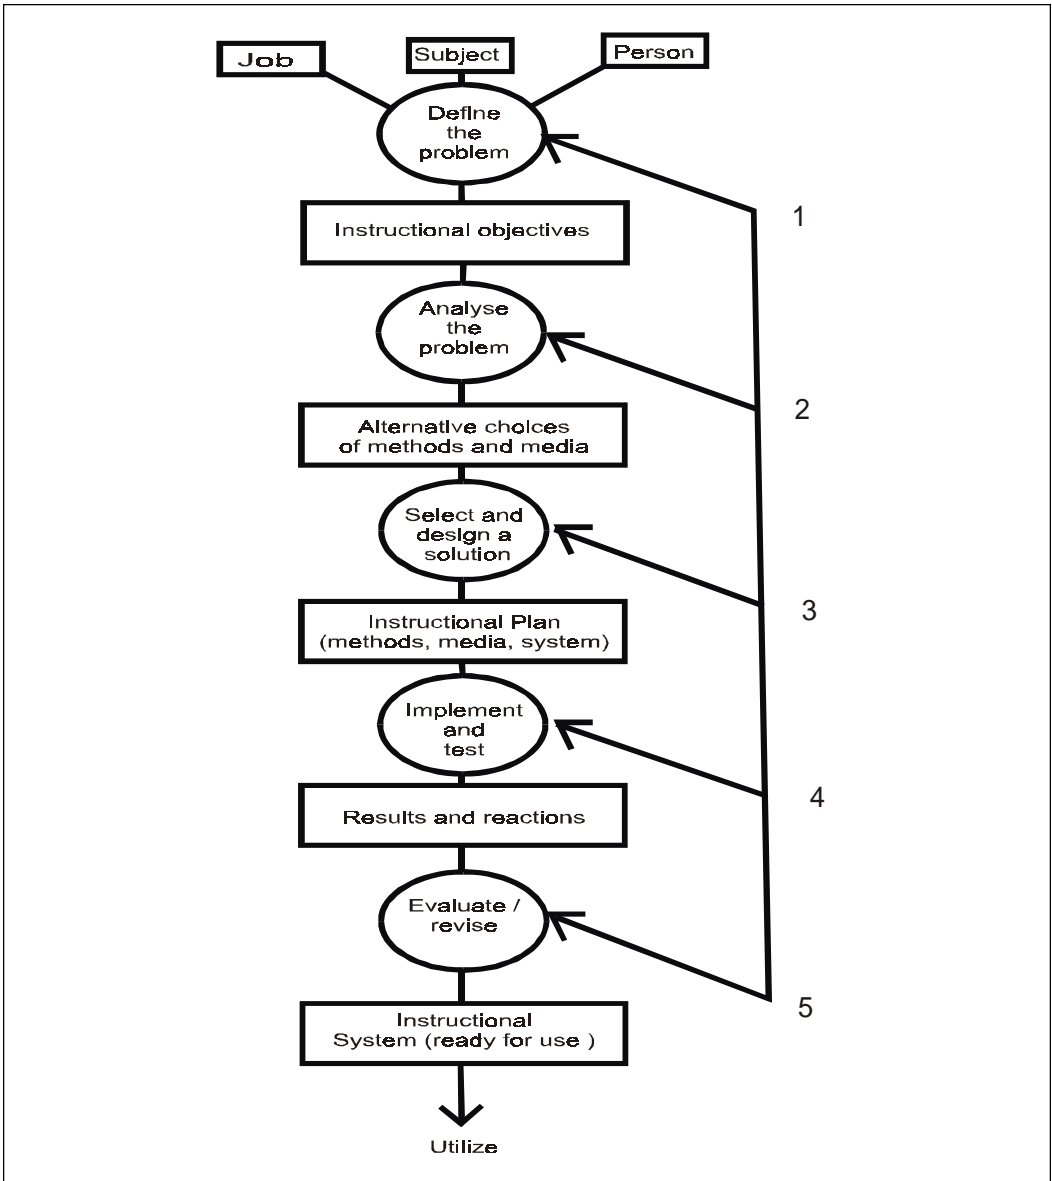 Job
Subject
Person
Define
the
problem
1
Instructional objectives
Analyse
the
problem
2
Alternative choices
of methods and media
Select and
design a
solution
3
Instructional Plan
(methods, media, system)
Implement
and
test
4
Results and reactions
Evaluate /
revise
5
Instructional
System (ready for use )
Utilize